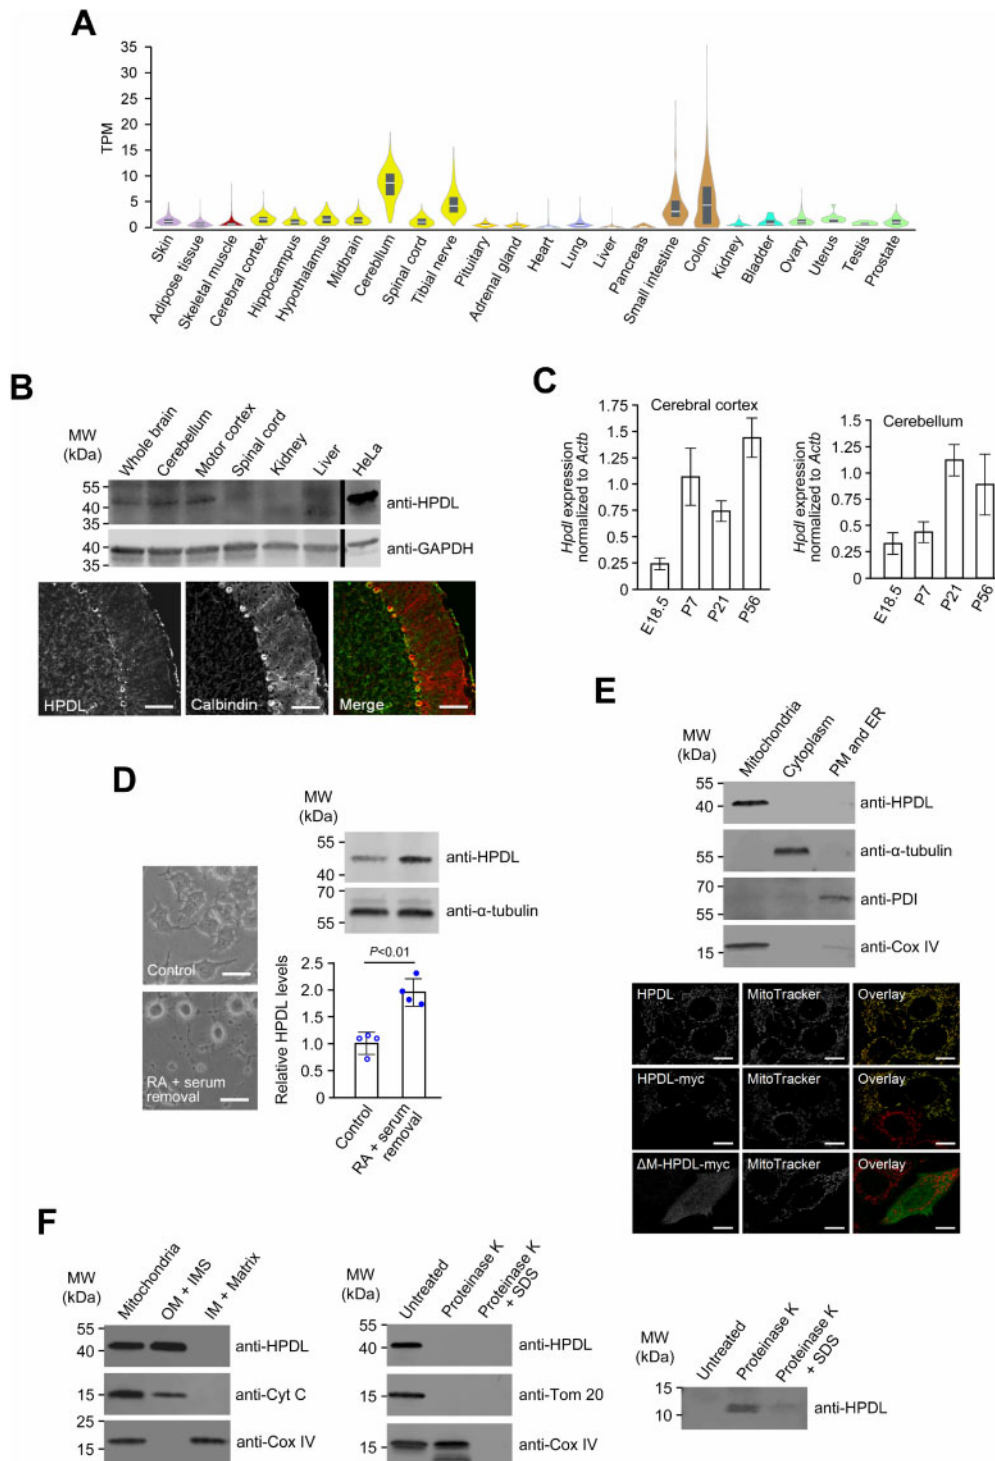 A
35
30
25
20
15
10
5
0
TPM
Skin
Adipose tissue
Skeletal muscle
Cerebral cortex
Hippocampus
Hypothalamus
Midbrain
Cerebllum
Spinal cord
Tibial nerve
Pituitary
Adrenal gland
Heart
Lung
Liver
Pancreas
Small intestine
Colon
Kidney
Bladder
Ovary
Uterus
Testis
Prostate
B
MW
(kDa)
Whole brain
Cerebellum
Motor cortex
Spinal cord
Kidney
Liver
HeLa
55
40
35
anti-HPDL
40
35
anti-GAPDH
HPDL
Calbindin
Merge
C
Cerebral cortex
Hpdl expression
normalized to Actb
1.75
1.5
1.25
1.0
0.75
0.5
0.25
0
E18.5
P7
P21
P56
Cerebellum
Hpdl expression
normalized to Actb
1.5
1.25
1.0
0.75
0.5
0.25
0
E18.5
P7
P21
P56
D
Control
RA + serum
removal
MW
(kDa)
55
40
anti-HPDL
70
55
anti-α-tubulin
P<0.01
Relative HPDL levels
2.5
2.0
1.5
1.0
0.5
0
Control
RA + serum
removal
E
MW
(kDa)
Mitochondria
Cytoplasm
PM and ER
55
40
anti-HPDL
55
anti-α-tubulin
70
55
anti-PDI
15
anti-Cox IV
HPDL
MitoTracker
Overlay
HPDL-myc
MitoTracker
Overlay
ΔM-HPDL-myc
MitoTracker
Overlay
F
MW
(kDa)
Mitochondria
OM + IMS
IM + Matrix
55
40
anti-HPDL
15
anti-Cyt C
25
15
anti-Cox IV
MW
(kDa)
Untreated
Proteinase K
Proteinase K
+ SDS
55
40
anti-HPDL
15
anti-Tom 20
15
anti-Cox IV
MW
(kDa)
Untreated
Proteinase K
Proteinase K
+ SDS
15
10
anti-HPDL